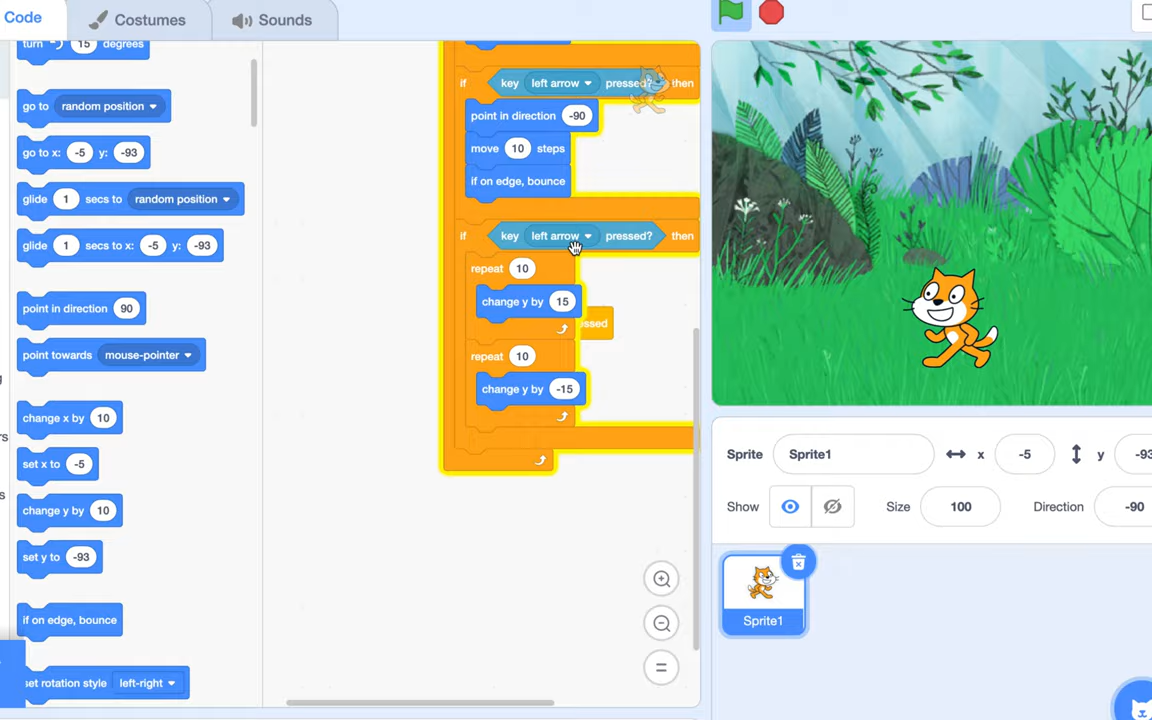 Code
Costumes
Sounds
turn 15 degrees
go to random position
go to x: -5 y: -93
glide 1 secs to random position
glide 1 secs to x: -5 y: -93
point in direction 90
point towards mouse-pointer
change x by 10
set x to -5
change y by 10
set y to -93
if on edge, bounce
set rotation style left-right
if key left arrow pressed? then
point in direction -90
move 10 steps
if on edge, bounce
if key left arrow pressed? then
repeat 10
change y by 15
repeat 10
change y by -15
Sprite Sprite1 x -5 y -93
Show Size 100 Direction -90
Sprite1